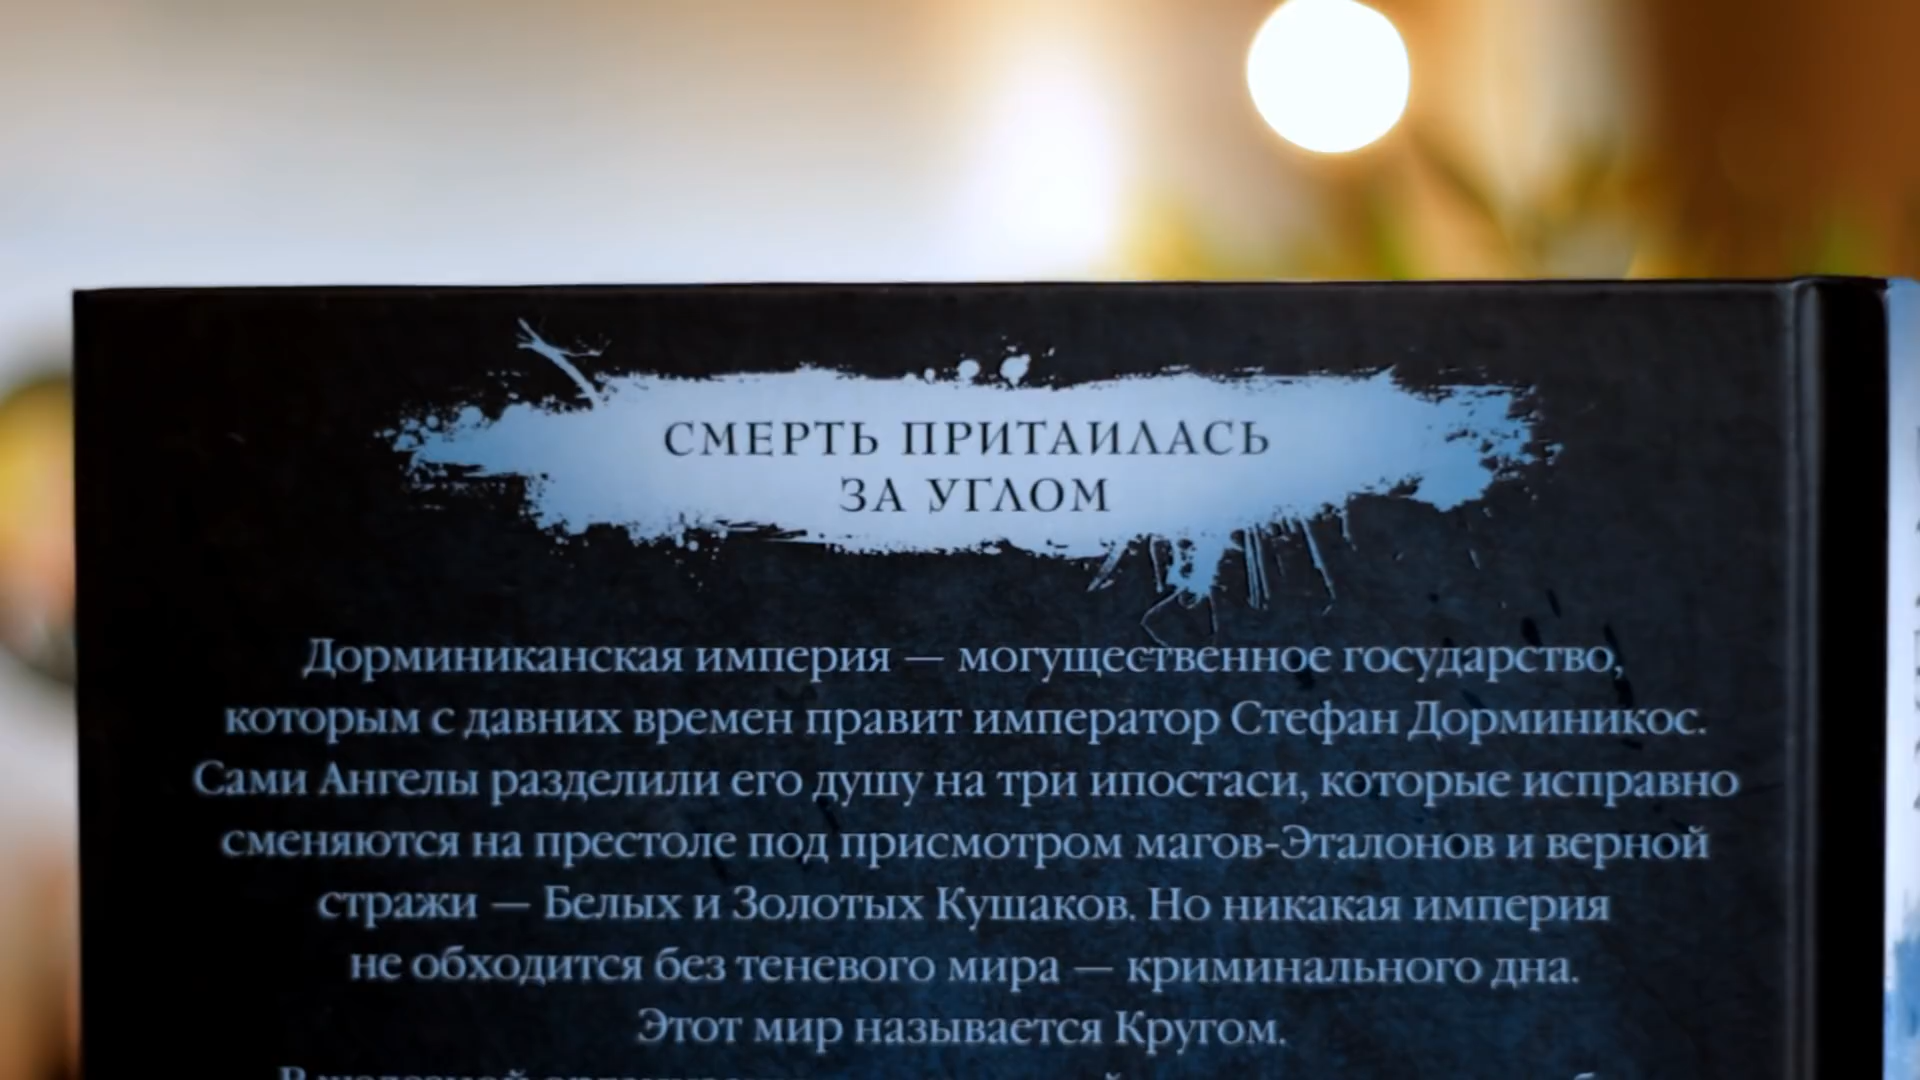 СМЕРТЬ ПРИТАИЛАСЬ
ЗА УГЛОМ
Дорминиканская империя — могущественное государство,
которым с давних времен правит император Стефан Дорминикос.
Сами Ангелы разделили его душу на три ипостаси, которые исправно
сменяются на престоле под присмотром магов-Эталонов и верной
стражи — Белых и Золотых Кушаков. Но никакая империя
не обходится без теневого мира — криминального дна.
Этот мир называется Кругом.